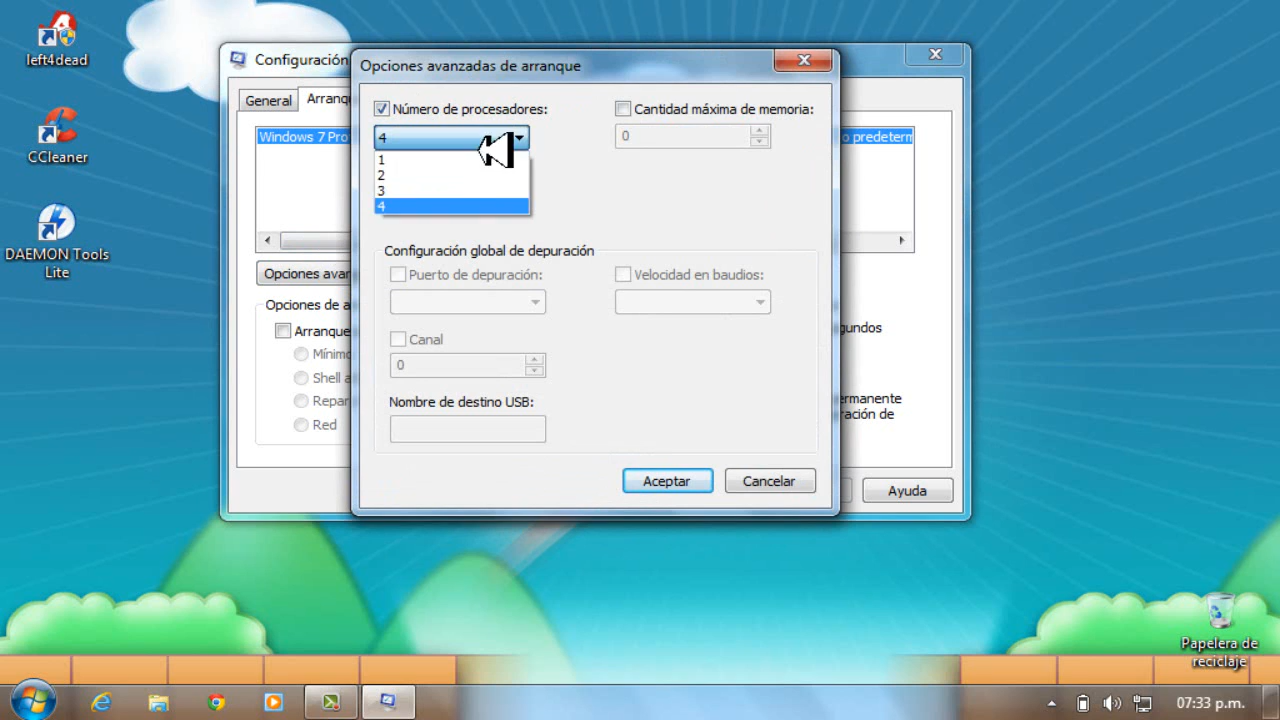 left4dead
CCleaner
DAEMON Tools
Lite
Configuración
General
Arranq
Windows 7 Pro
o predeterm
Opciones avan
Opciones de a
Arranque
Mínimo
Shell a
Repar
Red
gundos
ermanente
ración de
Ayuda
Opciones avanzadas de arranque
Número de procesadores:
4
1
2
3
4
Cantidad máxima de memoria:
0
Configuración global de depuración
Puerto de depuración:
Velocidad en baudios:
Canal
0
Nombre de destino USB:
Aceptar
Cancelar
Papelera de
reciclaje
07:33 p.m.